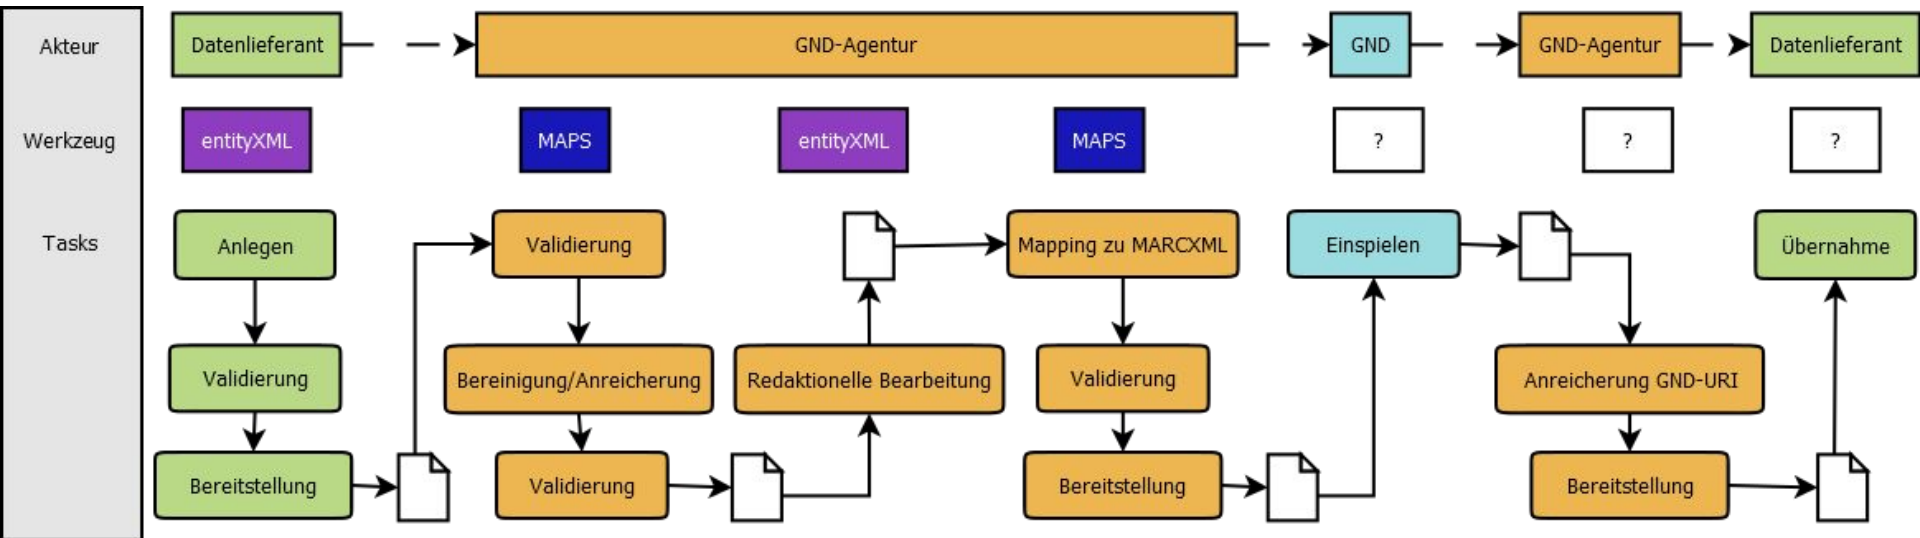 Akteur
Datenlieferant
GND-Agentur
GND
GND-Agentur
Datenlieferant
Werkzeug
entityXML
MAPS
entityXML
MAPS
?
?
?
Tasks
Anlegen
Validierung
Mapping zu MARCXML
Einspielen
Übernahme
Validierung
Bereinigung/Anreicherung
Redaktionelle Bearbeitung
Validierung
Anreicherung GND-URI
Bereitstellung
Validierung
Bereitstellung
Bereitstellung